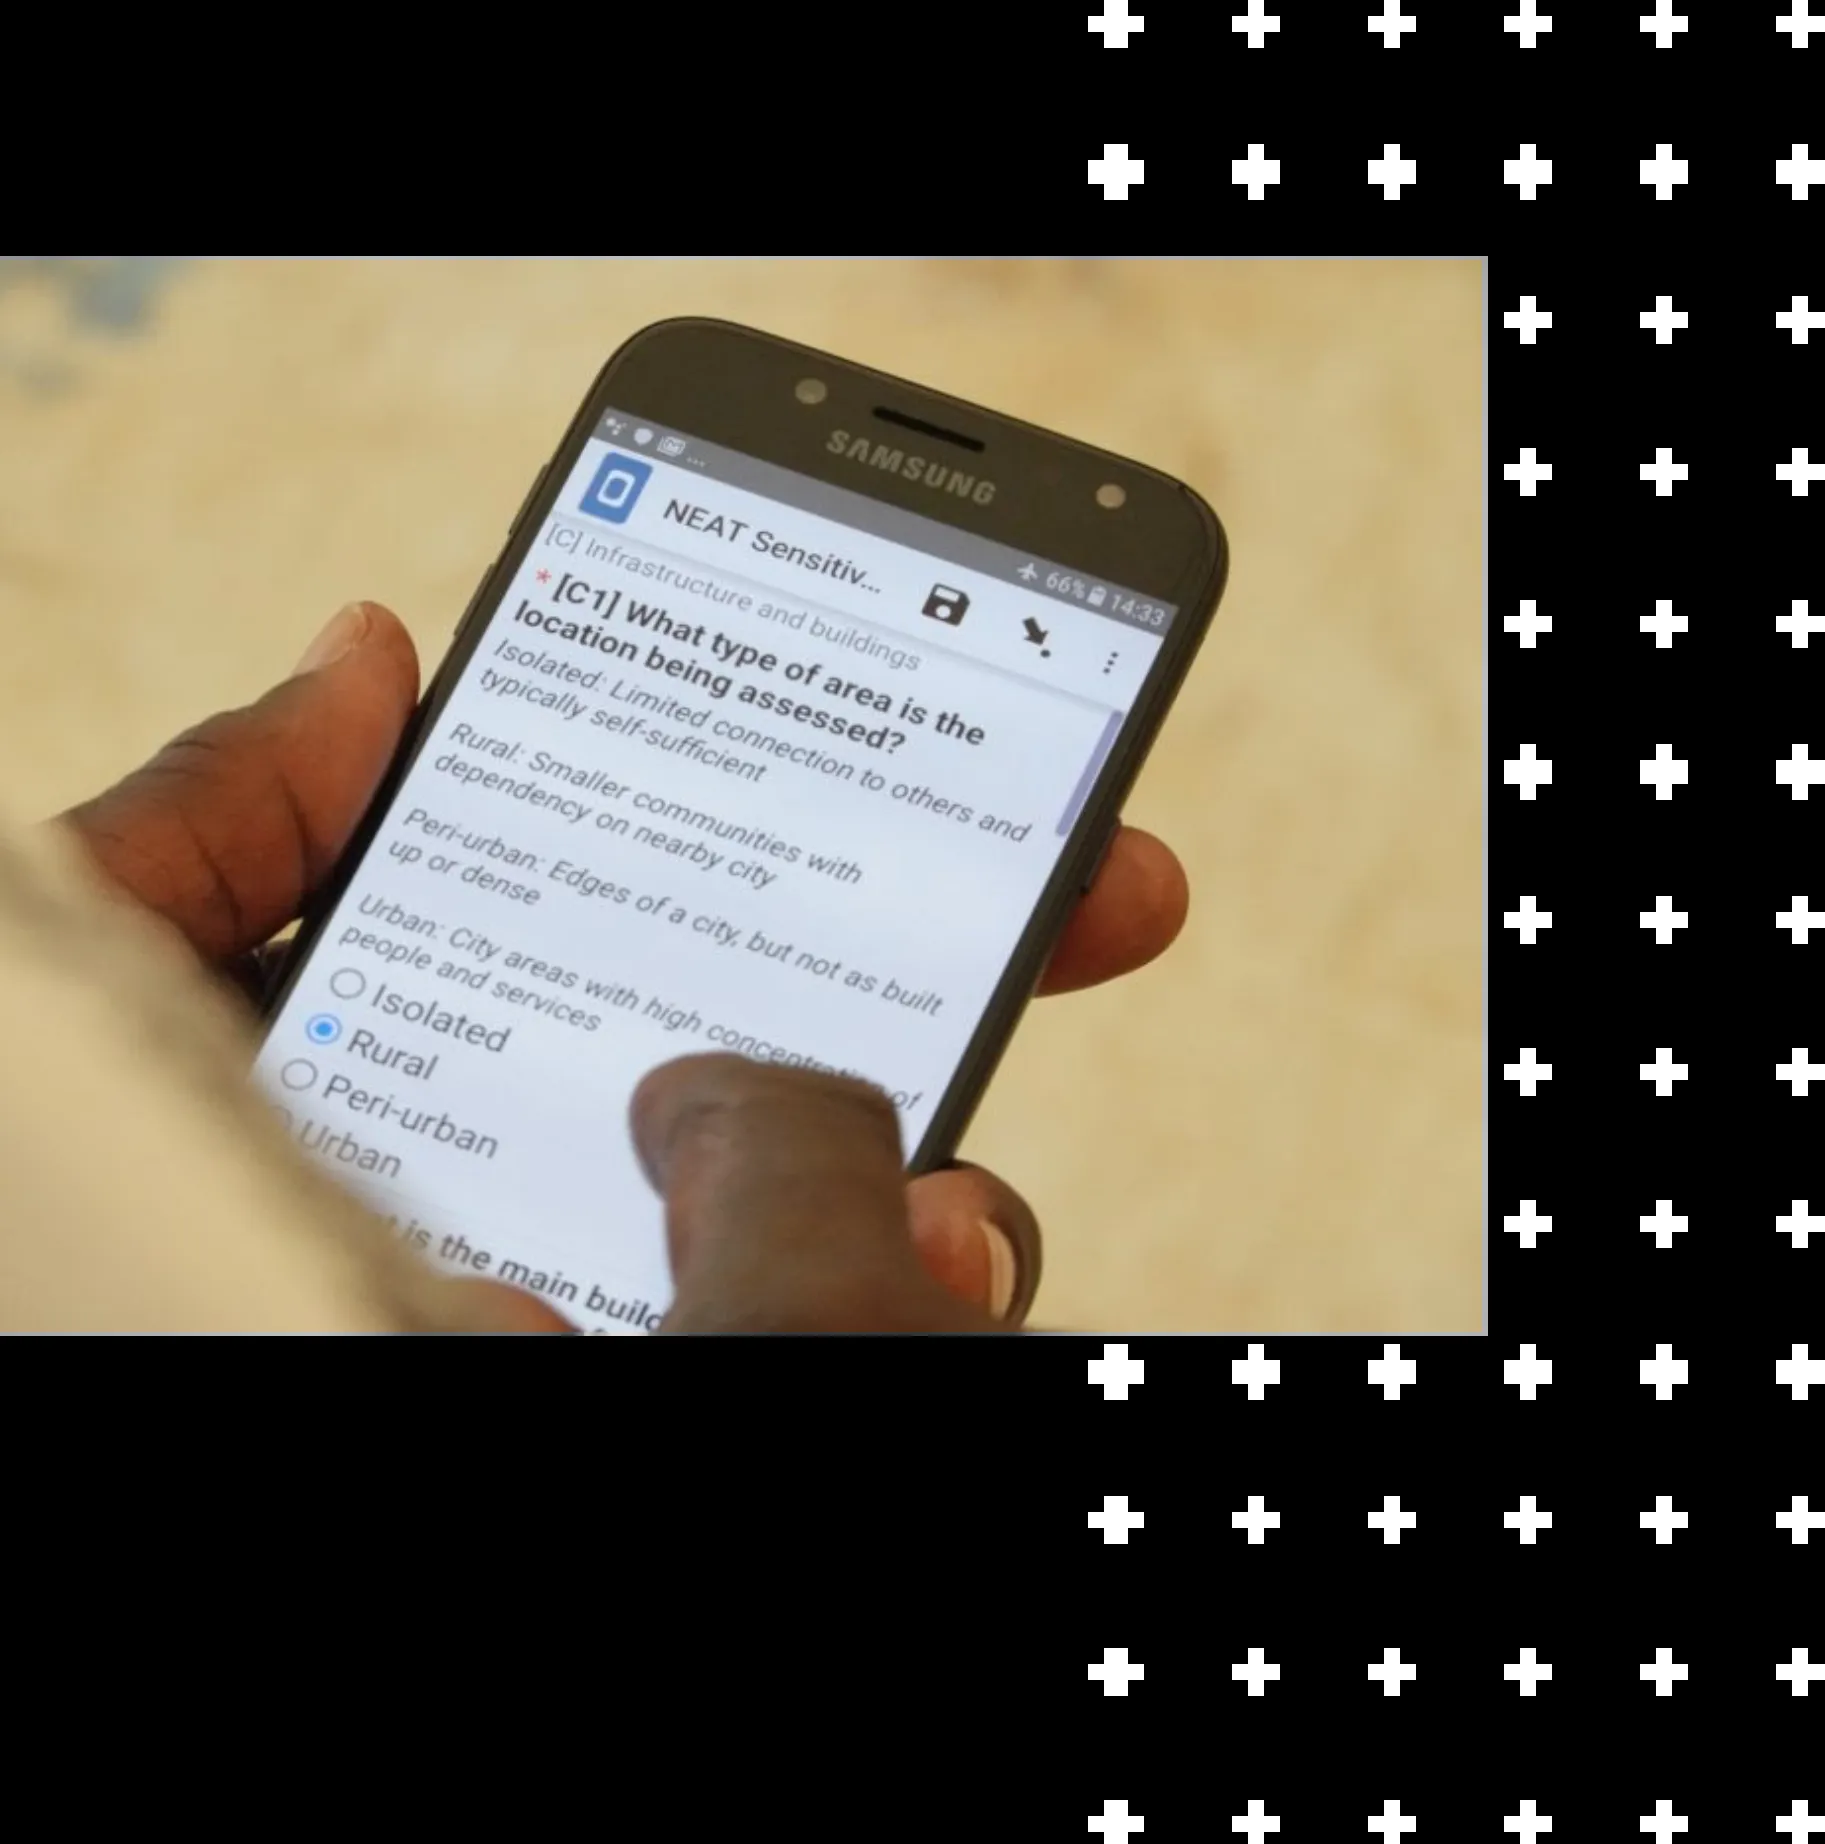 SAMSUNG
66% 14:33
NEAT Sensitiv...
[C] Infrastructure and buildings
* [C1] What type of area is the
location being assessed?
Isolated: Limited connection to others and
typically self-sufficient
Rural: Smaller communities with
dependency on nearby city
Peri-urban: Edges of a city, but not as built
up or dense
Urban: City areas with high concentration of
people and services
Isolated
Rural
Peri-urban
Urban
is the main